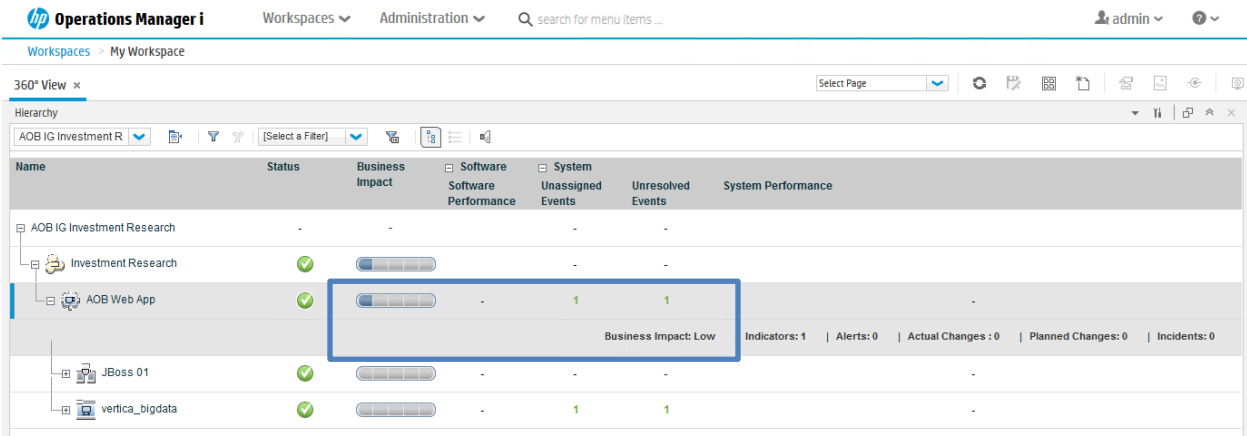 hp Operations Manager i Workspaces Administration search for menu items ... admin ?
Workspaces > My Workspace
360° View × Select Page
Hierarchy
AOB IG Investment R [Select a Filter]
Name Status Business Impact Software System
Software Performance Unassigned Events Unresolved Events System Performance
AOB IG Investment Research - - - -
Investment Research - -
AOB Web App - 1 1 -
Business Impact: Low Indicators: 1 | Alerts: 0 | Actual Changes : 0 | Planned Changes: 0 | Incidents: 0
JBoss 01 - - - -
vertica_bigdata - 1 1 -